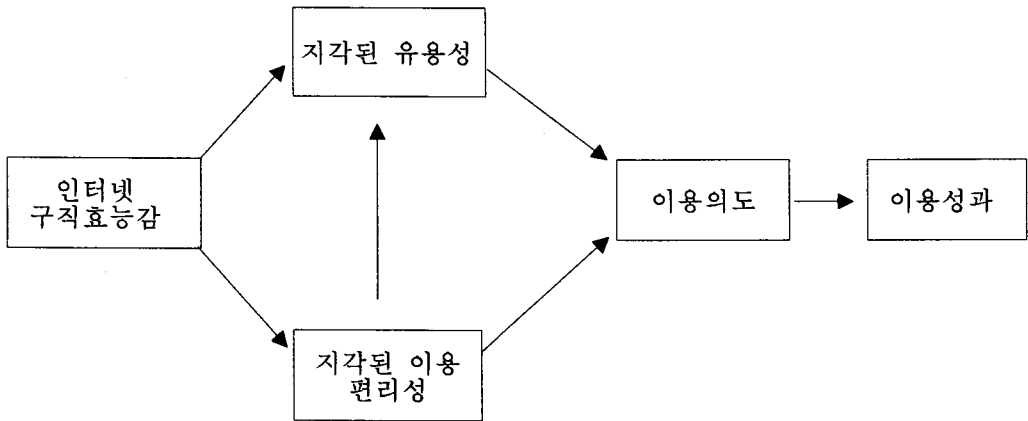 지각된 유용성
인터넷
구직효능감
이용의도
이용성과
지각된 이용
편리성